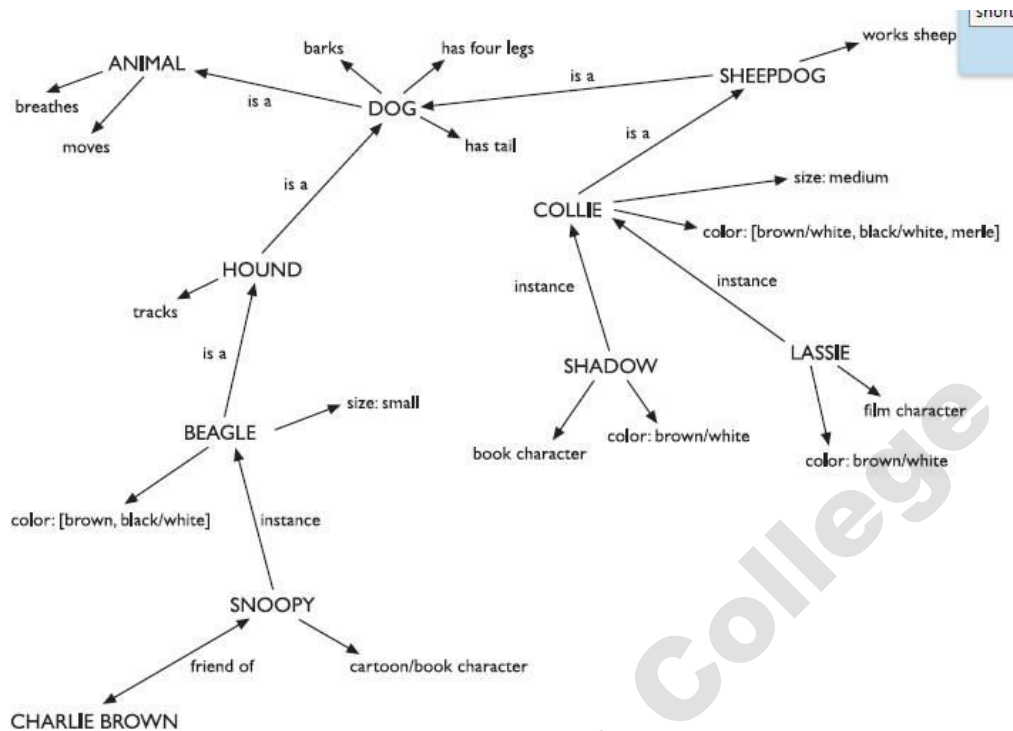 short
works sheep
barks
has four legs
ANIMAL
SHEEPDOG
is a
breathes
is a
DOG
moves
has tail
is a
is a
size: medium
COLLIE
color: [brown/white, black/white, merle]
HOUND
instance
instance
tracks
is a
SHADOW
LASSIE
size: small
film character
BEAGLE
book character
color: brown/white
color: brown/white
color: [brown, black/white]
instance
SNOOPY
friend of
cartoon/book character
CHARLIE BROWN
College